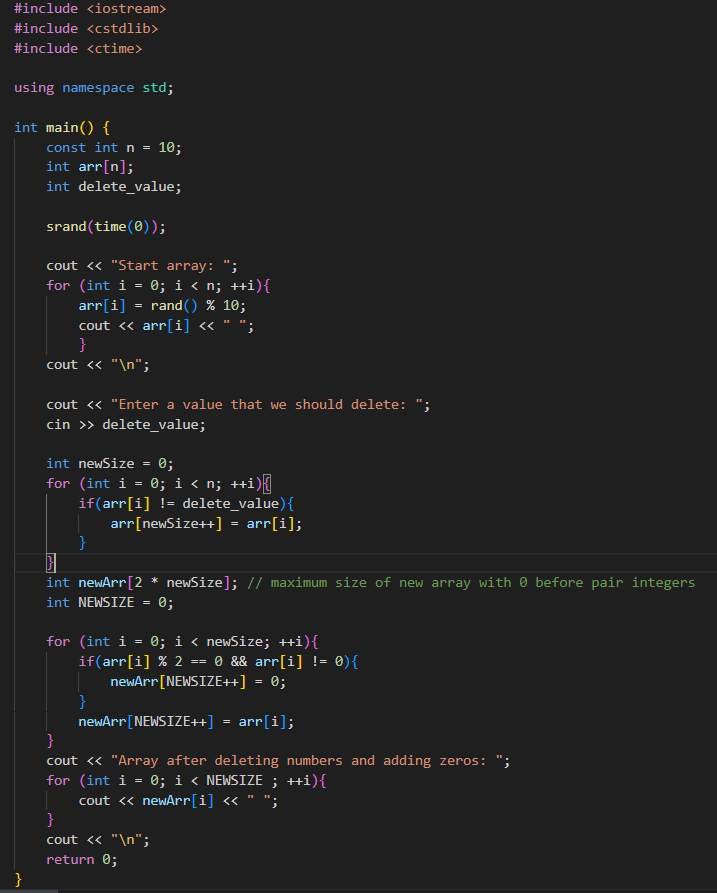 #include <iostream>
#include <cstdlib>
#include <ctime>
using namespace std;
int main() {
const int n = 10;
int arr[n];
int delete_value;
srand(time(0));
cout << "Start array: ";
for (int i = 0; i < n; ++i){
arr[i] = rand() % 10;
cout << arr[i] << " ";
}
cout << "\n";
cout << "Enter a value that we should delete: ";
cin >> delete_value;
int newSize = 0;
for (int i = 0; i < n; ++i){
if(arr[i] != delete_value){
arr[newSize++] = arr[i];
}
}
int newArr[2 * newSize]; // maximum size of new array with 0 before pair integers
int NEWSIZE = 0;
for (int i = 0; i < newSize; ++i){
if(arr[i] % 2 == 0 && arr[i] != 0){
newArr[NEWSIZE++] = 0;
}
newArr[NEWSIZE++] = arr[i];
}
cout << "Array after deleting numbers and adding zeros: ";
for (int i = 0; i < NEWSIZE ; ++i){
cout << newArr[i] << " ";
}
cout << "\n";
return 0;
}